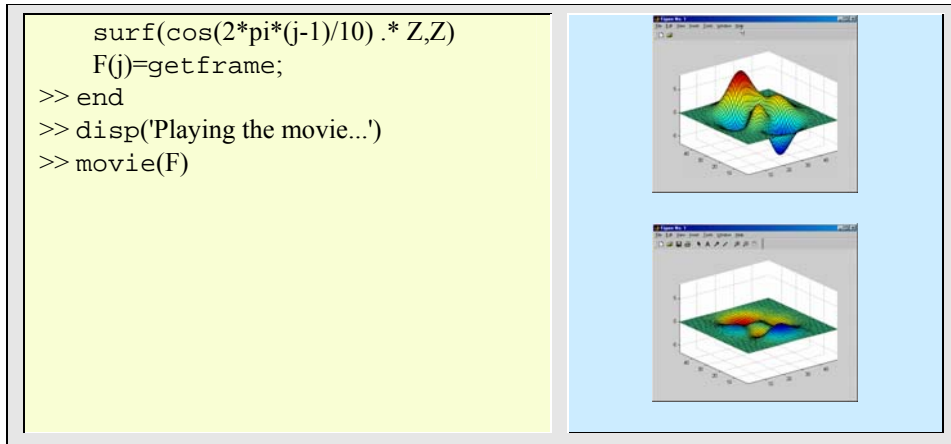 surf(cos(2*pi*(j-1)/10) .* Z,Z)
F(j)=getframe;
>> end
>> disp('Playing the movie...')
>> movie(F)